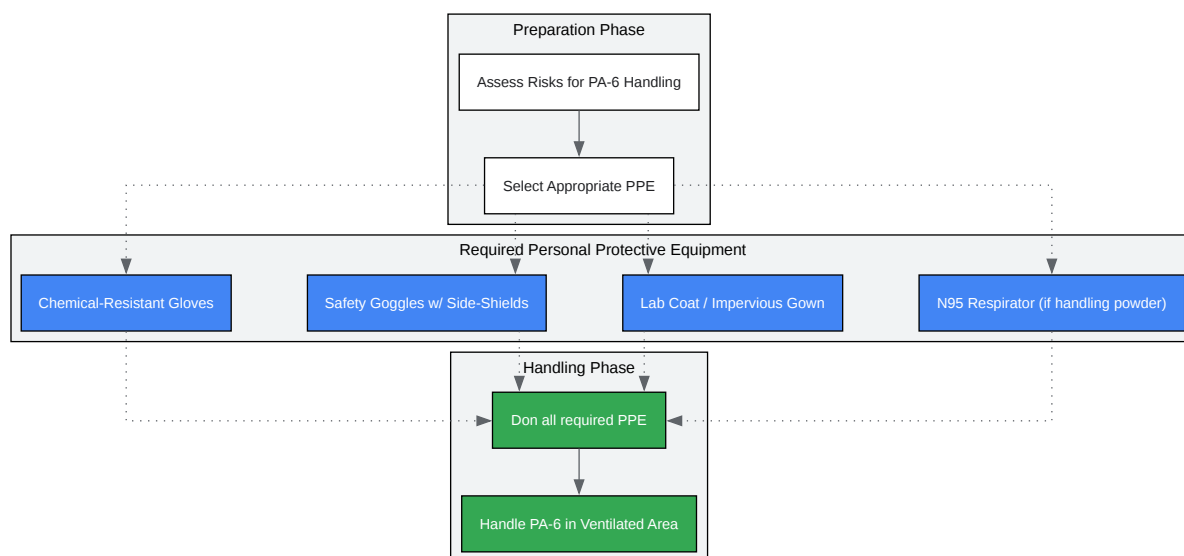 Preparation Phase
Assess Risks for PA-6 Handling
Select Appropriate PPE
Required Personal Protective Equipment
Chemical-Resistant Gloves
Safety Goggles w/ Side-Shields
Lab Coat / Impervious Gown
N95 Respirator (if handling powder)
Handling Phase
Don all required PPE
Handle PA-6 in Ventilated Area